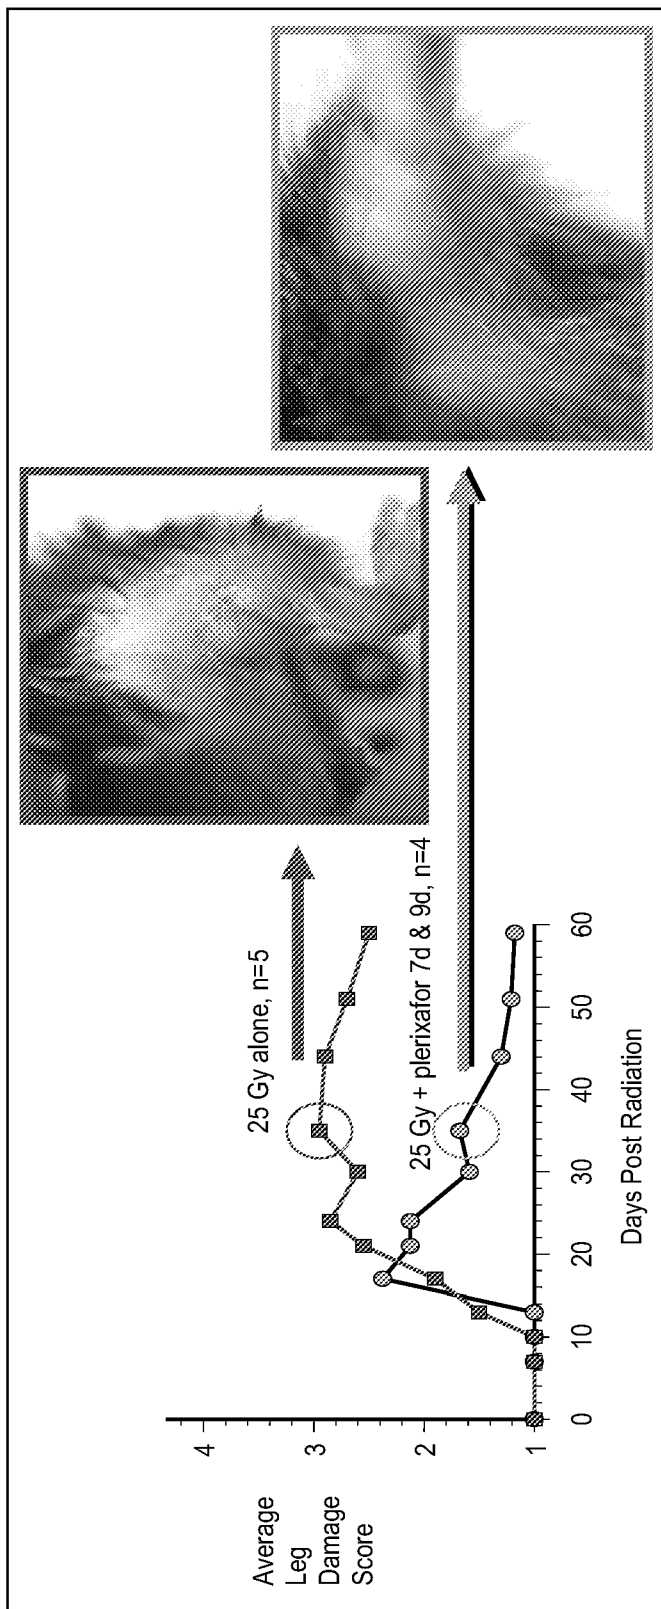 Average
Leg
Damage
Score
4
3
2
1
25 Gy alone, n=5
25 Gy + plerixafor 7d & 9d, n=4
0
10
20
30
40
50
60
Days Post Radiation